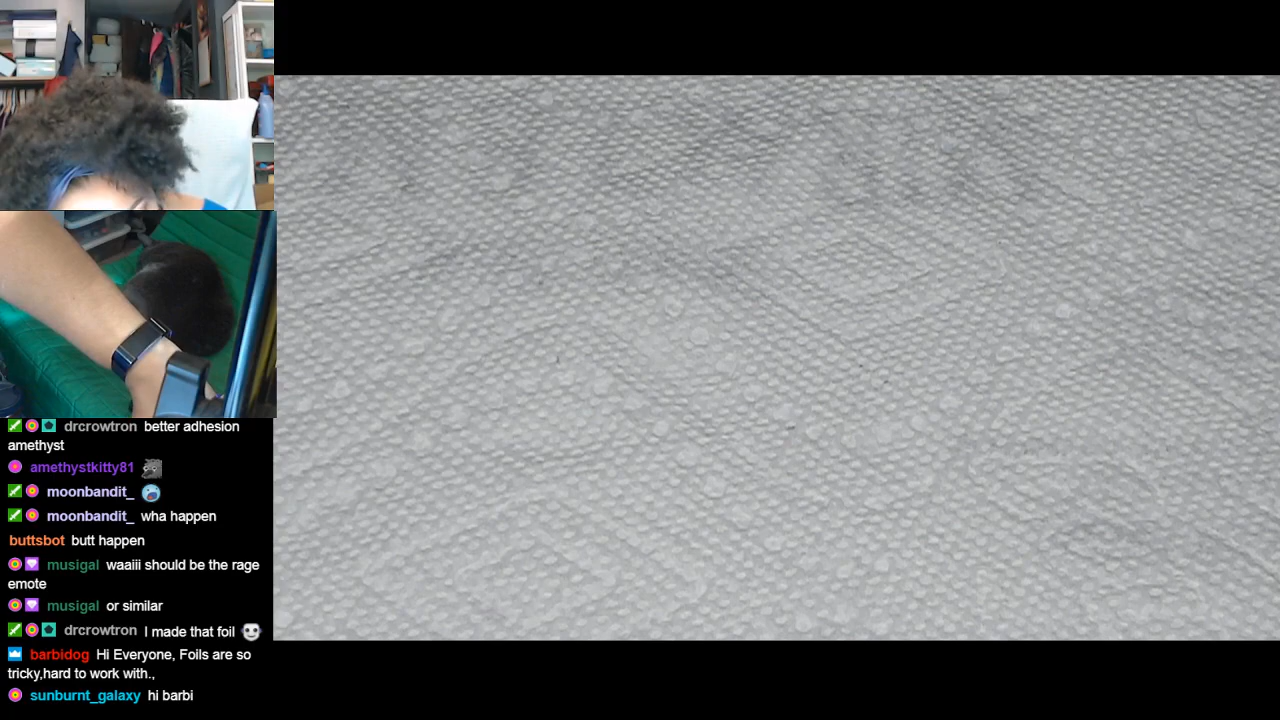 drcrowtron better adhesion
amethyst
amethystkitty81
moonbandit_
moonbandit_ wha happen
buttsbot butt happen
musigal waaiii should be the rage
emote
musigal or similar
drcrowtron I made that foil
barbidog Hi Everyone, Foils are so
tricky,hard to work with.,
sunburnt_galaxy hi barbi